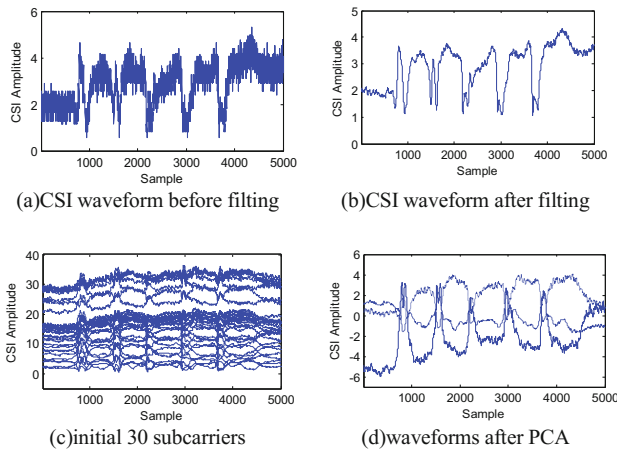 6
4
2
0
CSI Amplitude
1000 2000 3000 4000 5000
Sample
(a)CSI waveform before filting
5
4
3
2
1
0
CSI Amplitude
1000 2000 3000 4000 5000
Sample
(b)CSI waveform after filting
40
30
20
10
0
CSI Amplitude
1000 2000 3000 4000 5000
Sample
(c)initial 30 subcarriers
6
4
2
0
-2
-4
-6
CSI Amplitude
1000 2000 3000 4000 5000
Sample
(d)waveforms after PCA